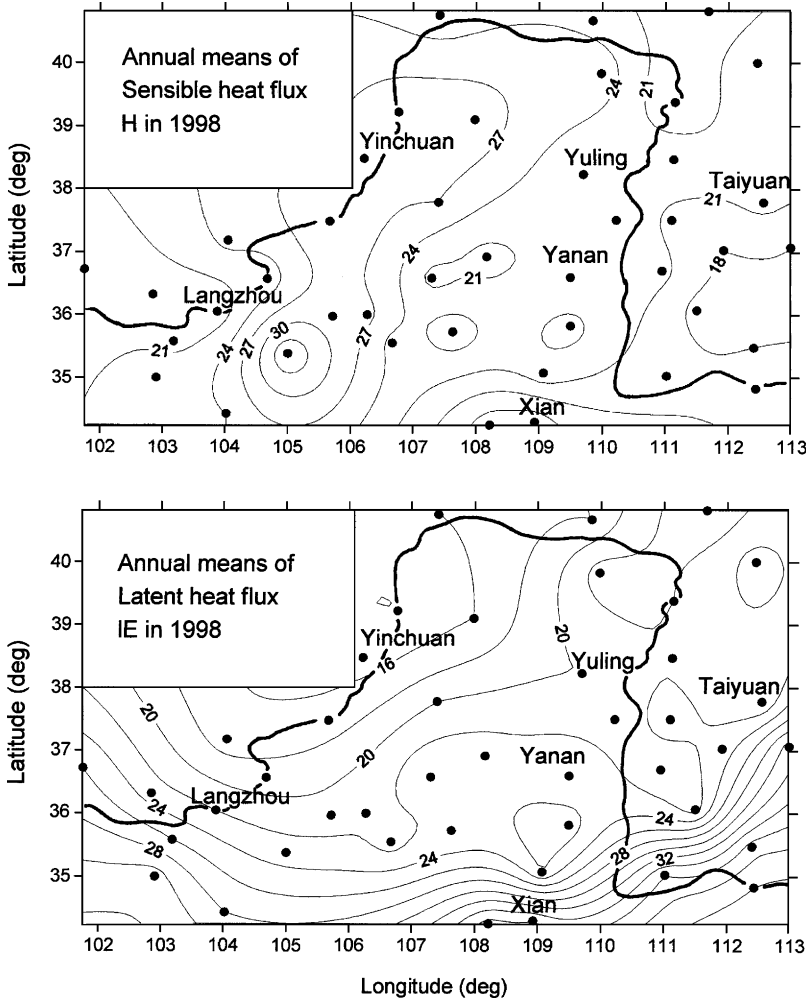 Annual means of
Sensible heat flux
H in 1998
Latitude (deg)
40
39
38
37
36
35
24
21
27
Yinchuan
Yuling
Taiyuan
21
24
18
Yanan
21
Langzhou
30
21
24
27
27
Xian
102
103
104
105
106
107
108
109
110
111
112
113
Annual means of
Latent heat flux
lE in 1998
Latitude (deg)
40
39
38
37
36
35
Yinchuan
16
20
Yuling
Taiyuan
20
20
Yanan
Langzhou
24
24
28
24
28
32
Xian
102
103
104
105
106
107
108
109
110
111
112
113
Longitude (deg)